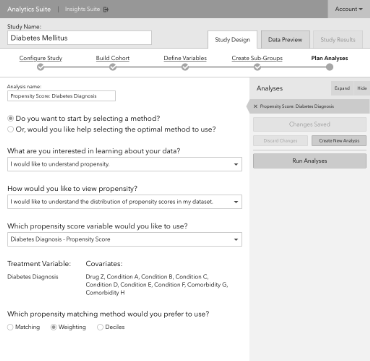 Analytics Suite | Insights Suite
Account
Study Name:
Diabetes Mellitus
Study Design
Data Preview
Study Results
Configure Study
Build Cohort
Define Variables
Create Sub-Groups
Plan Analyses
Analysis name:
Propensity Score: Diabetes Diagnosis
Do you want to start by selecting a method?
Or, would you like help selecting the optimal method to use?
What are you interested in learning about your data?
I would like to understand propensity.
How would you like to view propensity?
I would like to understand the distribution of propensity scores in my dataset.
Which propensity score variable would you like to use?
Diabetes Diagnosis - Propensity Score
Treatment Variable:
Covariates:
Diabetes Diagnosis
Drug Z, Condition A, Condition B, Condition C,
Condition D, Condition E, Condition F, Comorbidity G,
Comorbidity H
Which propensity matching method would you prefer to use?
Matching
Weighting
Deciles
Analyses
Expand
Hide
× Propensity Score: Diabetes Diagnosis
Changes Saved
Discard Changes
Create New Analysis
Run Analyses